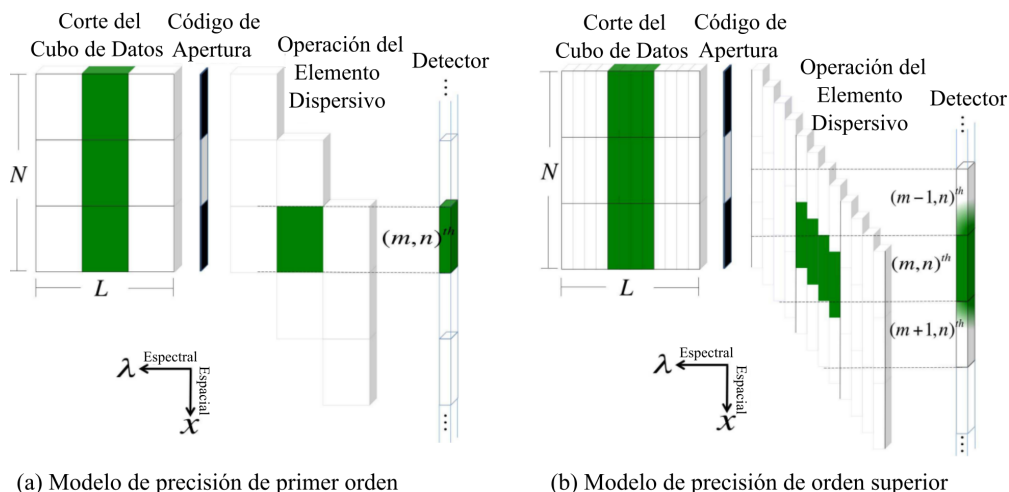 Corte del
Cubo de Datos
Código de
Apertura
Operación del
Elemento
Dispersivo
Detector
N
L
(m,n)^th
λ
Espectral
Espacial
x
(a) Modelo de precisión de primer orden
Corte del
Cubo de Datos
Código de
Apertura
Operación del
Elemento
Dispersivo
Detector
N
L
(m−1,n)^th
(m,n)^th
(m+1,n)^th
λ
Espectral
Espacial
x
(b) Modelo de precisión de orden superior